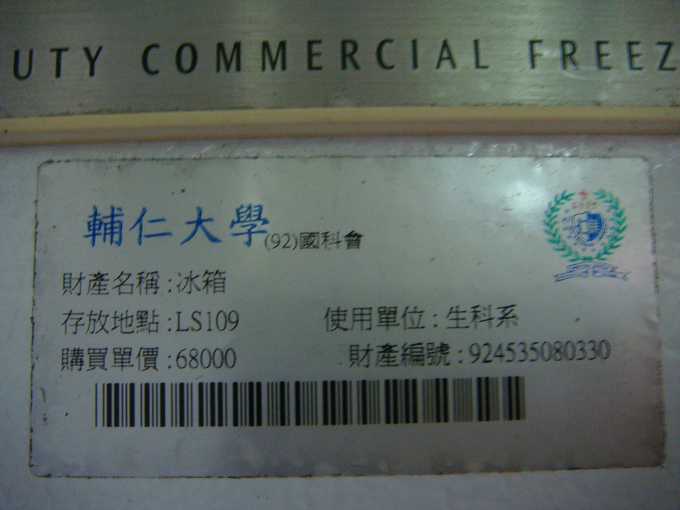 UTY COMMERCIAL FREEZ
輔仁大學(92)國科會
財產名稱:冰箱
存放地點:LS109 使用單位:生科系
購買單價:68000 財產編號:924535080330